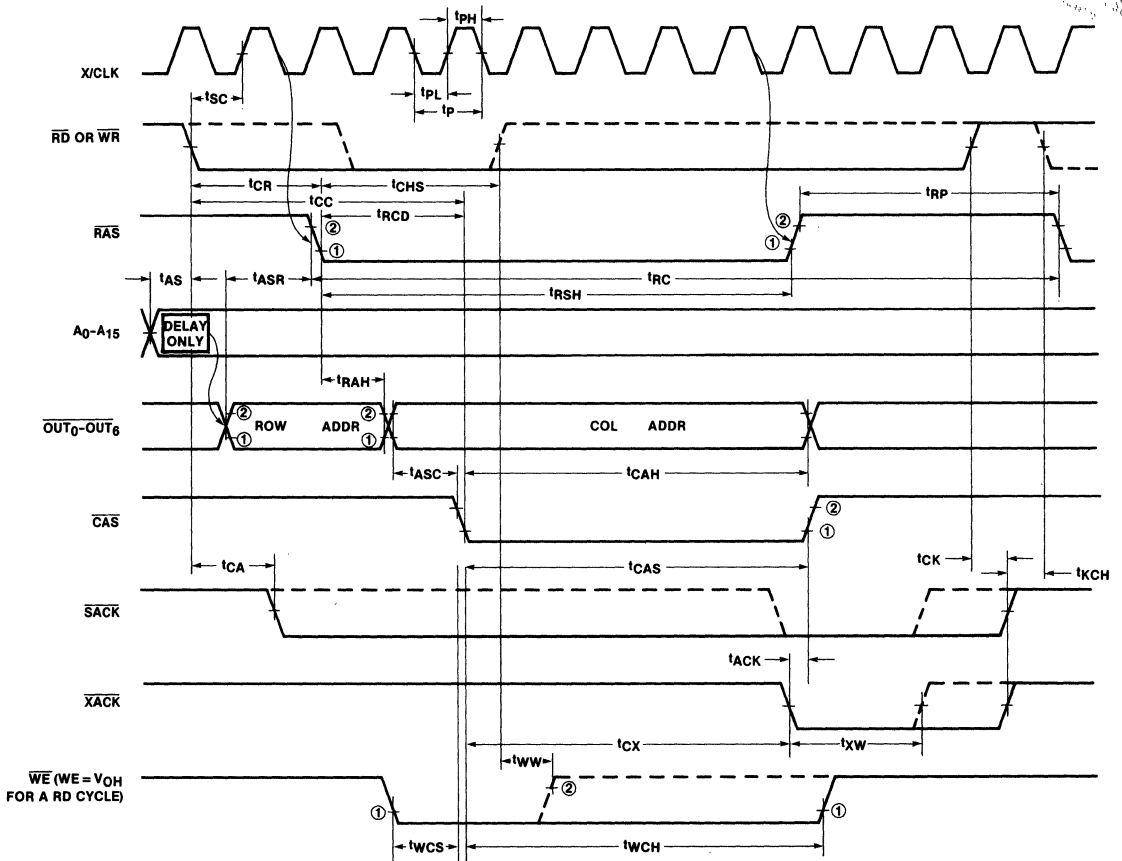 tPH
X/CLK
tSC
tPL
tP
RD OR WR
tCR
tCHS
tCC
tRCD
tRP
RAS
②
①
②
①
tAS
tASR
tRC
tRSH
A0-A15
DELAY ONLY
tRAH
OUT0-OUT6
②
①
ROW ADDR
②
①
COL ADDR
tASC
tCAH
CAS
②
①
tCA
tCAS
tCK
tKCH
SACK
tACK
XACK
tCX
tXW
tWW
WE (WE = VOH
FOR A RD CYCLE)
①
②
①
tWCS
tWCH